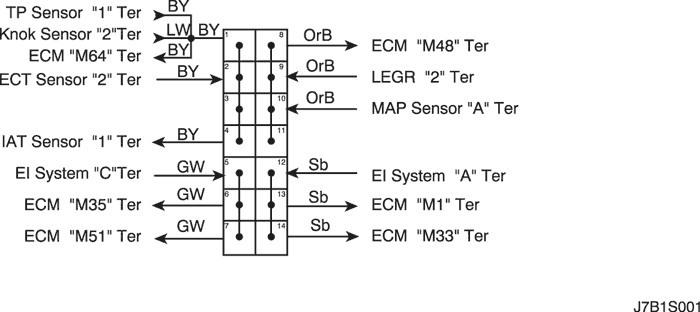 TP Sensor "1" Ter BY
Knok Sensor "2"Ter LW BY 1 8 OrB ECM "M48" Ter
ECM "M64" Ter BY
ECT Sensor "2" Ter BY 2 9 OrB LEGR "2" Ter
3 10 OrB MAP Sensor "A" Ter
IAT Sensor "1" Ter BY 4 11
EI System "C"Ter GW 5 12 Sb EI System "A" Ter
ECM "M35" Ter GW 6 13 Sb ECM "M1" Ter
ECM "M51" Ter GW 7 14 Sb ECM "M33" Ter
J7B1S001